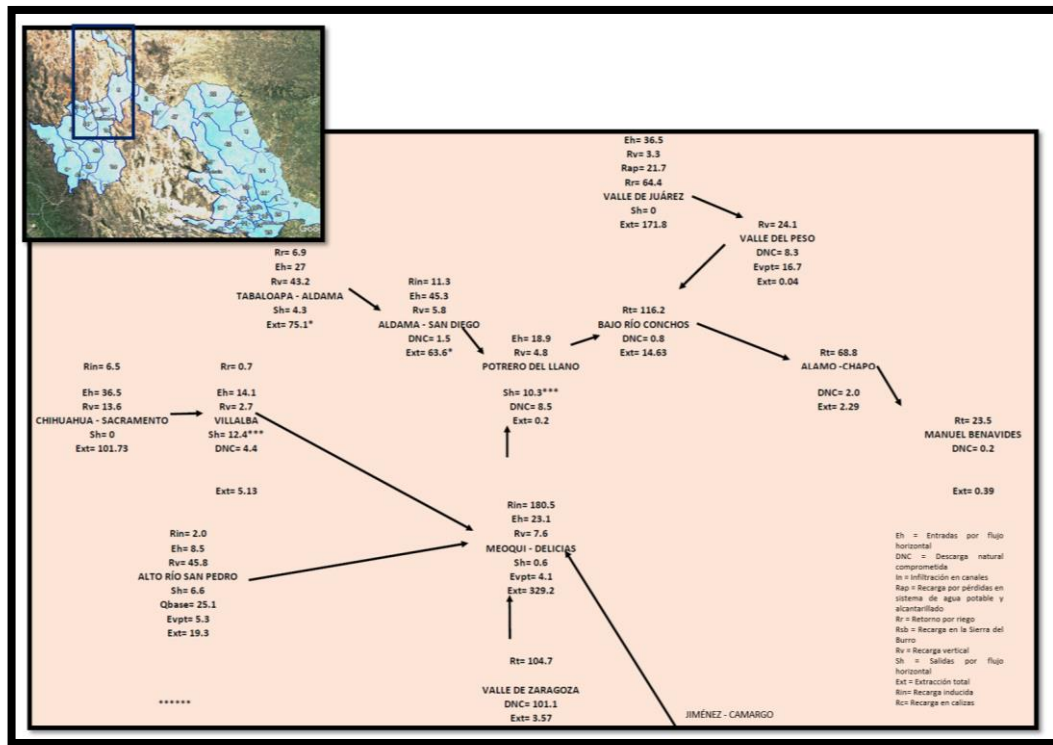 Eh= 36.5
Rv= 3.3
Rap= 21.7
Rr= 64.4
VALLE DE JUÁREZ
Sh= 0
Ext= 171.8
Rv= 24.1
VALLE DEL PESO
DNC= 8.3
Evpt= 16.7
Ext= 0.04
Rr= 6.9
Eh= 27
Rv= 43.2
TABALOAPA - ALDAMA
Sh= 4.3
Ext= 75.1*
Rin= 11.3
Eh= 45.3
Rv= 5.8
ALDAMA - SAN DIEGO
DNC= 1.5
Ext= 63.6*
Eh= 18.9
Rv= 4.8
POTRERO DEL LLANO
Sh= 10.3***
DNC= 8.5
Ext= 0.2
Rt= 116.2
BAJO RÍO CONCHOS
DNC= 0.8
Ext= 14.63
Rt= 68.8
ALAMO -CHAPO
DNC= 2.0
Ext= 2.29
Rt= 23.5
MANUEL BENAVIDES
DNC= 0.2
Ext= 0.39
Rin= 6.5
Eh= 36.5
Rv= 13.6
CHIHUAHUA - SACRAMENTO
Sh= 0
Ext= 101.73
Rr= 0.7
Eh= 14.1
Rv= 2.7
VILLALBA
Sh= 12.4***
DNC= 4.4
Ext= 5.13
Rin= 2.0
Eh= 8.5
Rv= 45.8
ALTO RÍO SAN PEDRO
Sh= 6.6
Qbase= 25.1
Evpt= 5.3
Ext= 19.3
Rin= 180.5
Eh= 23.1
Rv= 7.6
MEOQUI - DELICIAS
Sh= 0.6
Evpt= 4.1
Ext= 329.2
Rt= 104.7
VALLE DE ZARAGOZA
DNC= 101.1
Ext= 3.57
JIMÉNEZ - CAMARGO
******
Eh = Entradas por flujo
horizontal
DNC = Descarga natural
comprometida
In = Infiltración en canales
Rap = Recarga por pérdidas en
sistema de agua potable y
alcantarillado
Rr = Retorno por riego
Rsb = Recarga en la Sierra del
Burro
Rv = Recarga vertical
Sh = Salidas por flujo
horizontal
Ext = Extracción total
Rin= Recarga inducida
Rc= Recarga en calizas